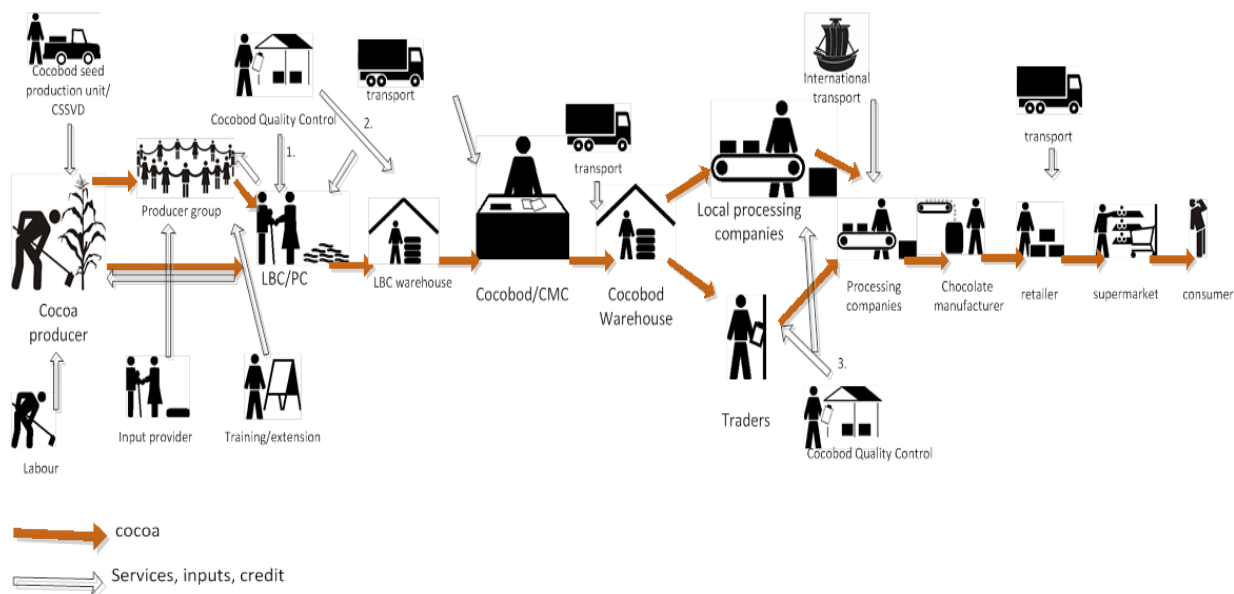 Cocobod seed
production unit/
CSSVD
Cocobod Quality Control
transport
International
transport
transport
transport
1.
2.
Producer group
LBC/PC
LBC warehouse
Cocobod/CMC
Cocobod
Warehouse
Local processing
companies
Cocoa
producer
Processing
companies
Chocolate
manufacturer
retailer
supermarket
consumer
Traders
3.
Cocobod Quality Control
Labour
Input provider
Training/extension
cocoa
Services, inputs, credit